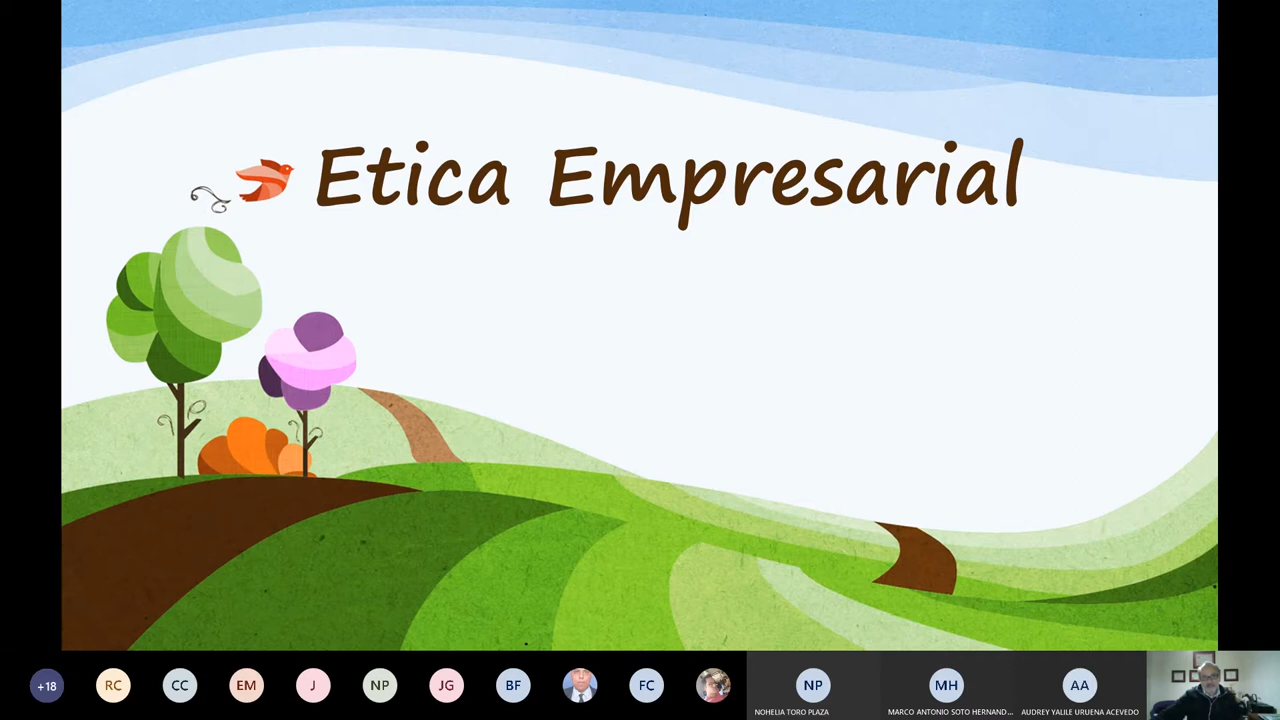 Etica Empresarial
+18
RC
CC
EM
J
NP
JG
BF
FC
NP
MH
AA
NOHELIA TORO PLAZA
MARCO ANTONIO SOTO HERNAND...
AUDREY YALILE URUENA ACEVEDO